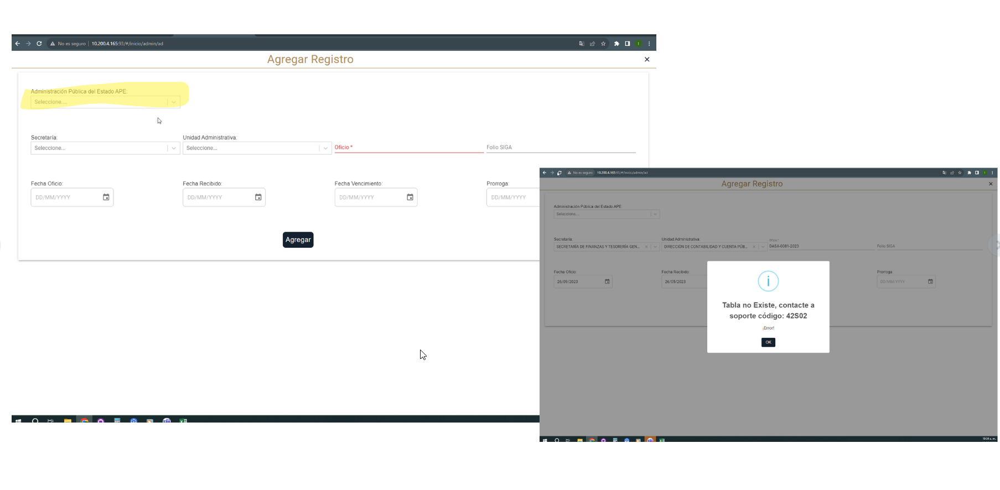 No es seguro | 10.200.4.165:93/#/inicio/admin/ad
Agregar Registro
Administración Pública del Estado APE:
Seleccione....
Secretaría:
Unidad Administrativa:
Seleccione...
Seleccione...
Oficio *
Folio SIGA
Fecha Oficio:
Fecha Recibido:
Fecha Vencimiento:
Prorroga:
DD/MM/YYYY
DD/MM/YYYY
DD/MM/YYYY
DD/MM/YYYY
Agregar
No es seguro | 10.200.4.165:93/#/inicio/admin/ad
Agregar Registro
Administración Pública del Estado APE:
Seleccione....
Secretaría:
Unidad Administrativa:
Oficio *
SECRETARÍA DE FINANZAS Y TESORERÍA GEN...
DIRECCIÓN DE CONTABILIDAD Y CUENTA PÚB...
DASA-0081-2023
Folio SIGA
Fecha Oficio:
Fecha Recibido:
Prorroga:
26/09/2023
26/05/2023
DD/MM/YYYY
Tabla no Existe, contacte a
soporte código: 42S02
¡Error!
OK
10:34 a. m.